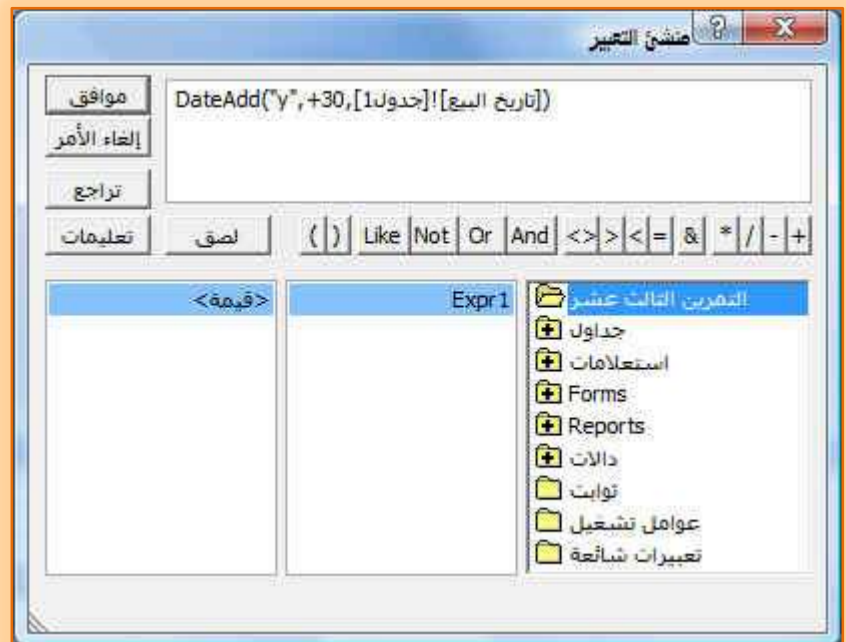 منشئ التعبير
موافق
DateAdd("y",+30,[جدول1]![تاريخ البيع])
إلغاء الأمر
تراجع
تعليمات
لصق
( ) Like Not Or And <> > < = & * / - +
<قيمة>
Expr1
التمرين الثالث عشر
جداول
استعلامات
Forms
Reports
دالات
ثوابت
عوامل تشغيل
تعبيرات شائعة